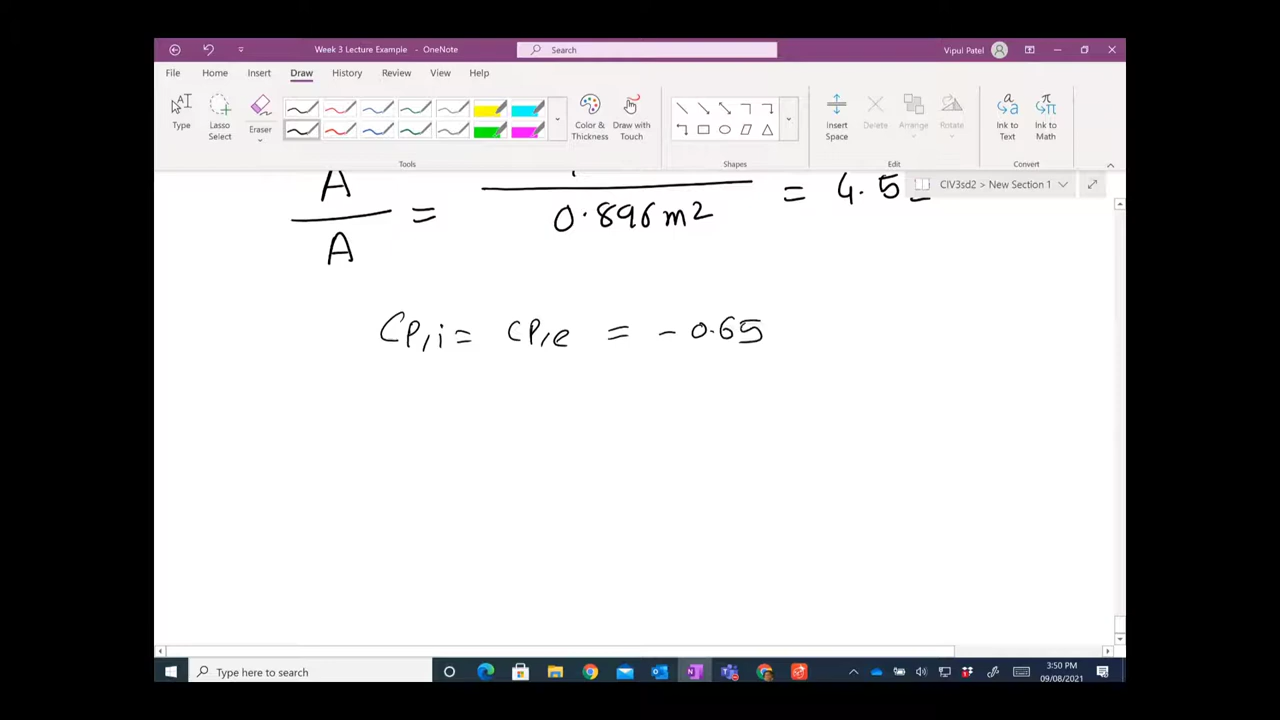 Week 3 Lecture Example - OneNote
Search
Vipul Patel
File Home Insert Draw History Review View Help
Type
Lasso Select
Eraser
Color & Thickness
Draw with Touch
Insert Space
Delete
Arrange
Rotate
Ink to Text
Ink to Math
Tools
Shapes
Edit
Convert
CIV3sd2 > New Section 1
A
A
=
0.896 m2
= 4.5
CP,i = CP,e = - 0.65
Type here to search
3:50 PM
09/08/2021